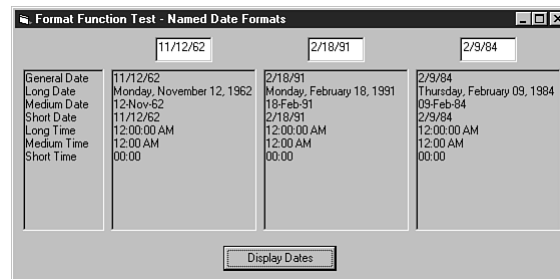 Format Function Test - Named Date Formats
11/12/62 2/18/91 2/9/84
General Date 11/12/62 2/18/91 2/9/84
Long Date Monday, November 12, 1962 Monday, February 18, 1991 Thursday, February 09, 1984
Medium Date 12-Nov-62 18-Feb-91 09-Feb-84
Short Date 11/12/62 2/18/91 2/9/84
Long Time 12:00:00 AM 12:00:00 AM 12:00:00 AM
Medium Time 12:00 AM 12:00 AM 12:00 AM
Short Time 00:00 00:00 00:00
Display Dates